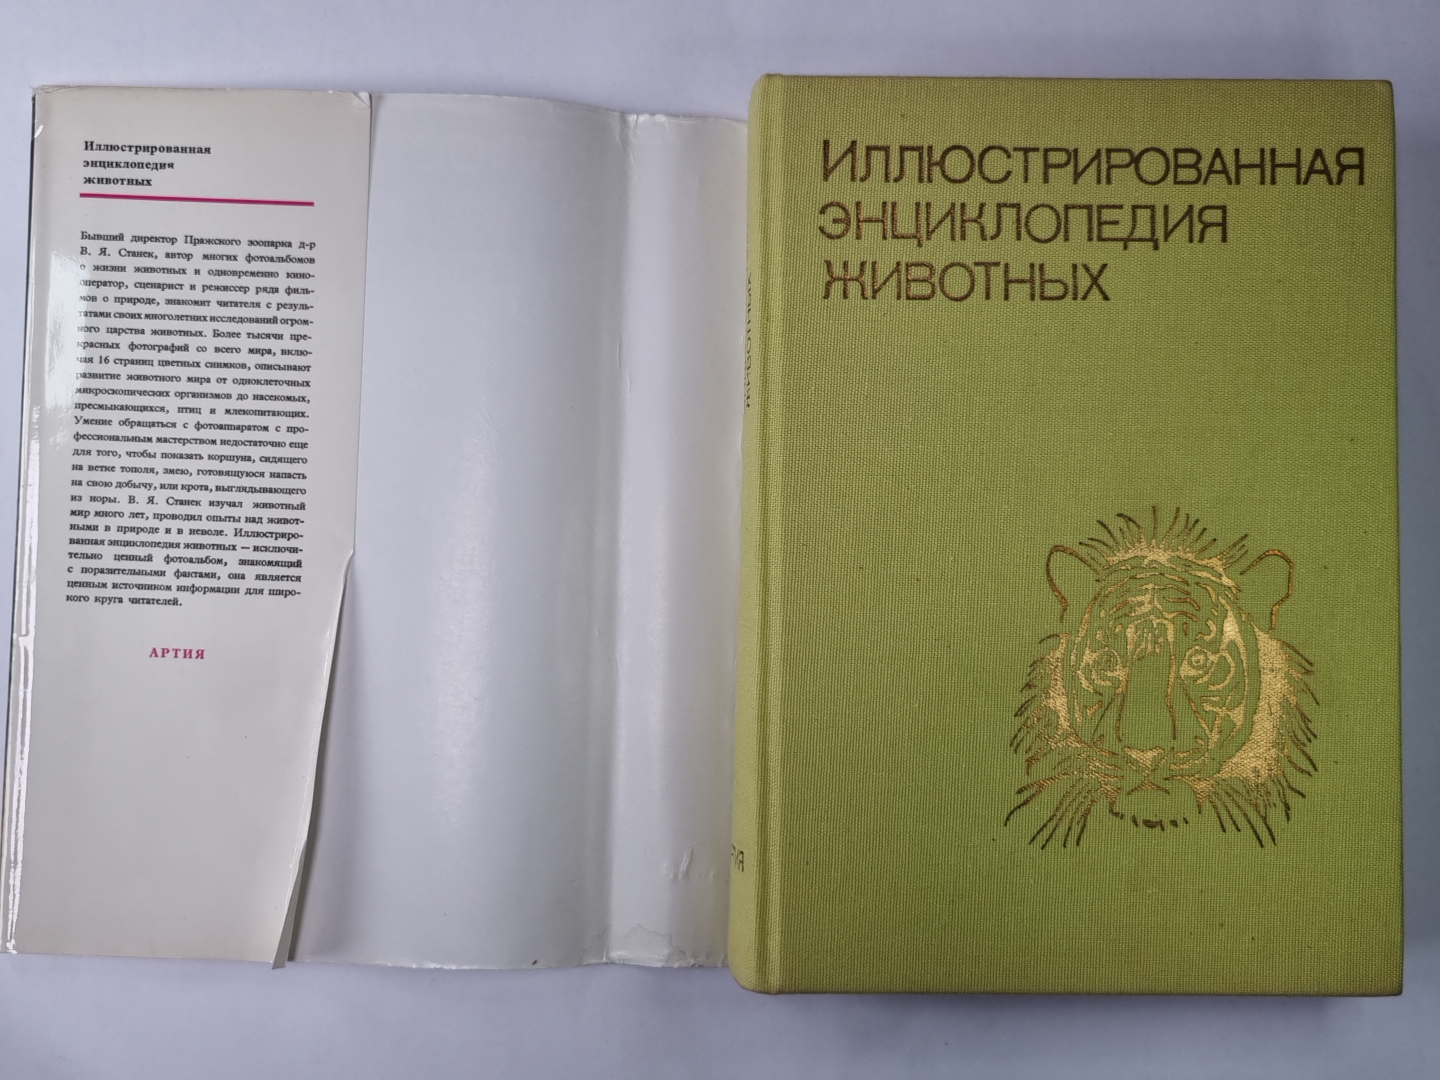 Иллюстрированная
энциклопедия
животных
Бывший директор Пражского зоопарка д-р
В. Я. Станек, автор многих фотоальбомов
о жизни животных и одновременно кино-
оператор, сценарист и режиссер ряда филь-
мов о природе, знакомит читателя с резуль-
татами своих многолетних исследований огром-
ного царства животных. Более тысячи пре-
красных фотографий со всего мира, вклю-
чая 16 страниц цветных снимков, описывают
развитие животного мира от одноклеточных
микроскопических организмов до насекомых,
пресмыкающихся, птиц и млекопитающих.
Умение обращаться с фотоаппаратом с про-
фессиональным мастерством недостаточно еще
для того, чтобы показать коршуна, сидящего
на ветке тополя, змею, готовящуюся напасть
на свою добычу, или крота, выглядывающего
из норы. В. Я. Станек изучал животный
мир много лет, проводил опыты над живот-
ными в природе и в неволе. Иллюстриро-
ванная энциклопедия животных — исключи-
тельно ценный фотоальбом, знакомящий
с поразительными фактами, она является
ценным источником информации для широ-
кого круга читателей.
АРТИЯ
ИЛЛЮСТРИРОВАННАЯ
ЭНЦИКЛОПЕДИЯ
ЖИВОТНЫХ